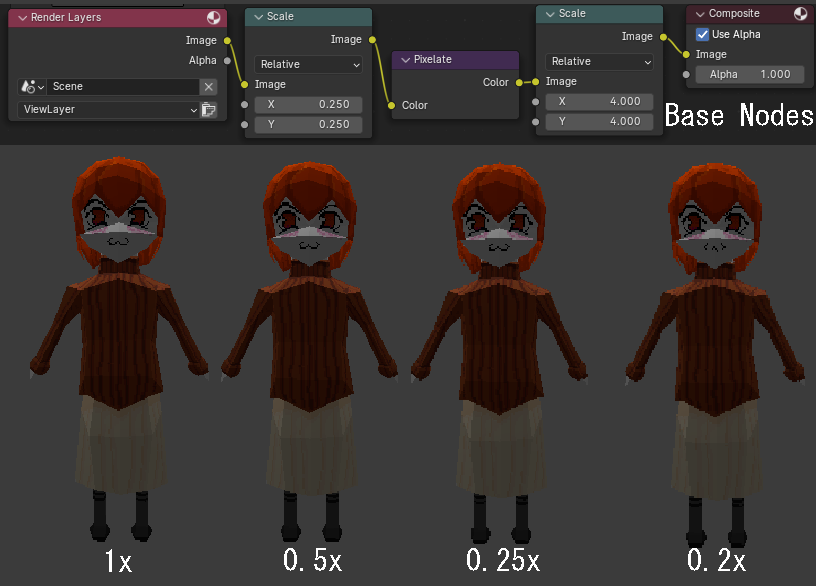 Render Layers
Image
Alpha
Scene
ViewLayer
Scale
Image
Relative
Image
X 0.250
Y 0.250
Pixelate
Color
Color
Scale
Image
Relative
Image
X 4.000
Y 4.000
Composite
Use Alpha
Image
Alpha 1.000
Base Nodes
1x
0.5x
0.25x
0.2x